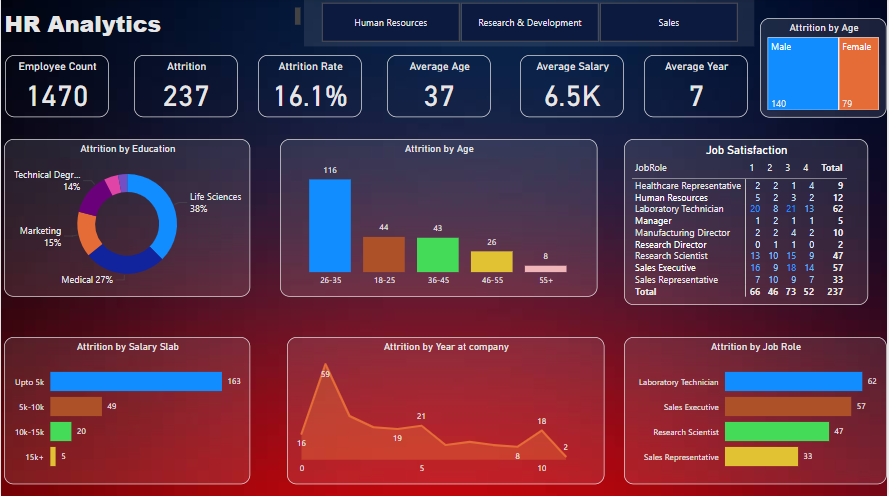 HR Analytics
Human Resources
Research & Development
Sales
Employee Count
1470
Attrition
237
Attrition Rate
16.1%
Average Age
37
Average Salary
6.5K
Average Year
7
Attrition by Age
Male
Female
140
79
Attrition by Education
Technical Degr...
14%
Life Sciences
38%
Marketing
15%
Medical 27%
Attrition by Age
116
44
43
26
8
26-35
18-25
36-45
46-55
55+
Job Satisfaction
JobRole 1 2 3 4 Total
Healthcare Representative 2 2 1 4 9
Human Resources 5 2 3 2 12
Laboratory Technician 20 8 21 13 62
Manager 1 2 1 1 5
Manufacturing Director 2 2 4 2 10
Research Director 0 1 1 0 2
Research Scientist 13 10 15 9 47
Sales Executive 16 9 18 14 57
Sales Representative 7 10 9 7 33
Total 66 46 73 52 237
Attrition by Salary Slab
Upto 5k 163
5k-10k 49
10k-15k 20
15k+ 5
Attrition by Year at company
59
16
19
21
8
18
2
0
5
10
Attrition by Job Role
Laboratory Technician 62
Sales Executive 57
Research Scientist 47
Sales Representative 33